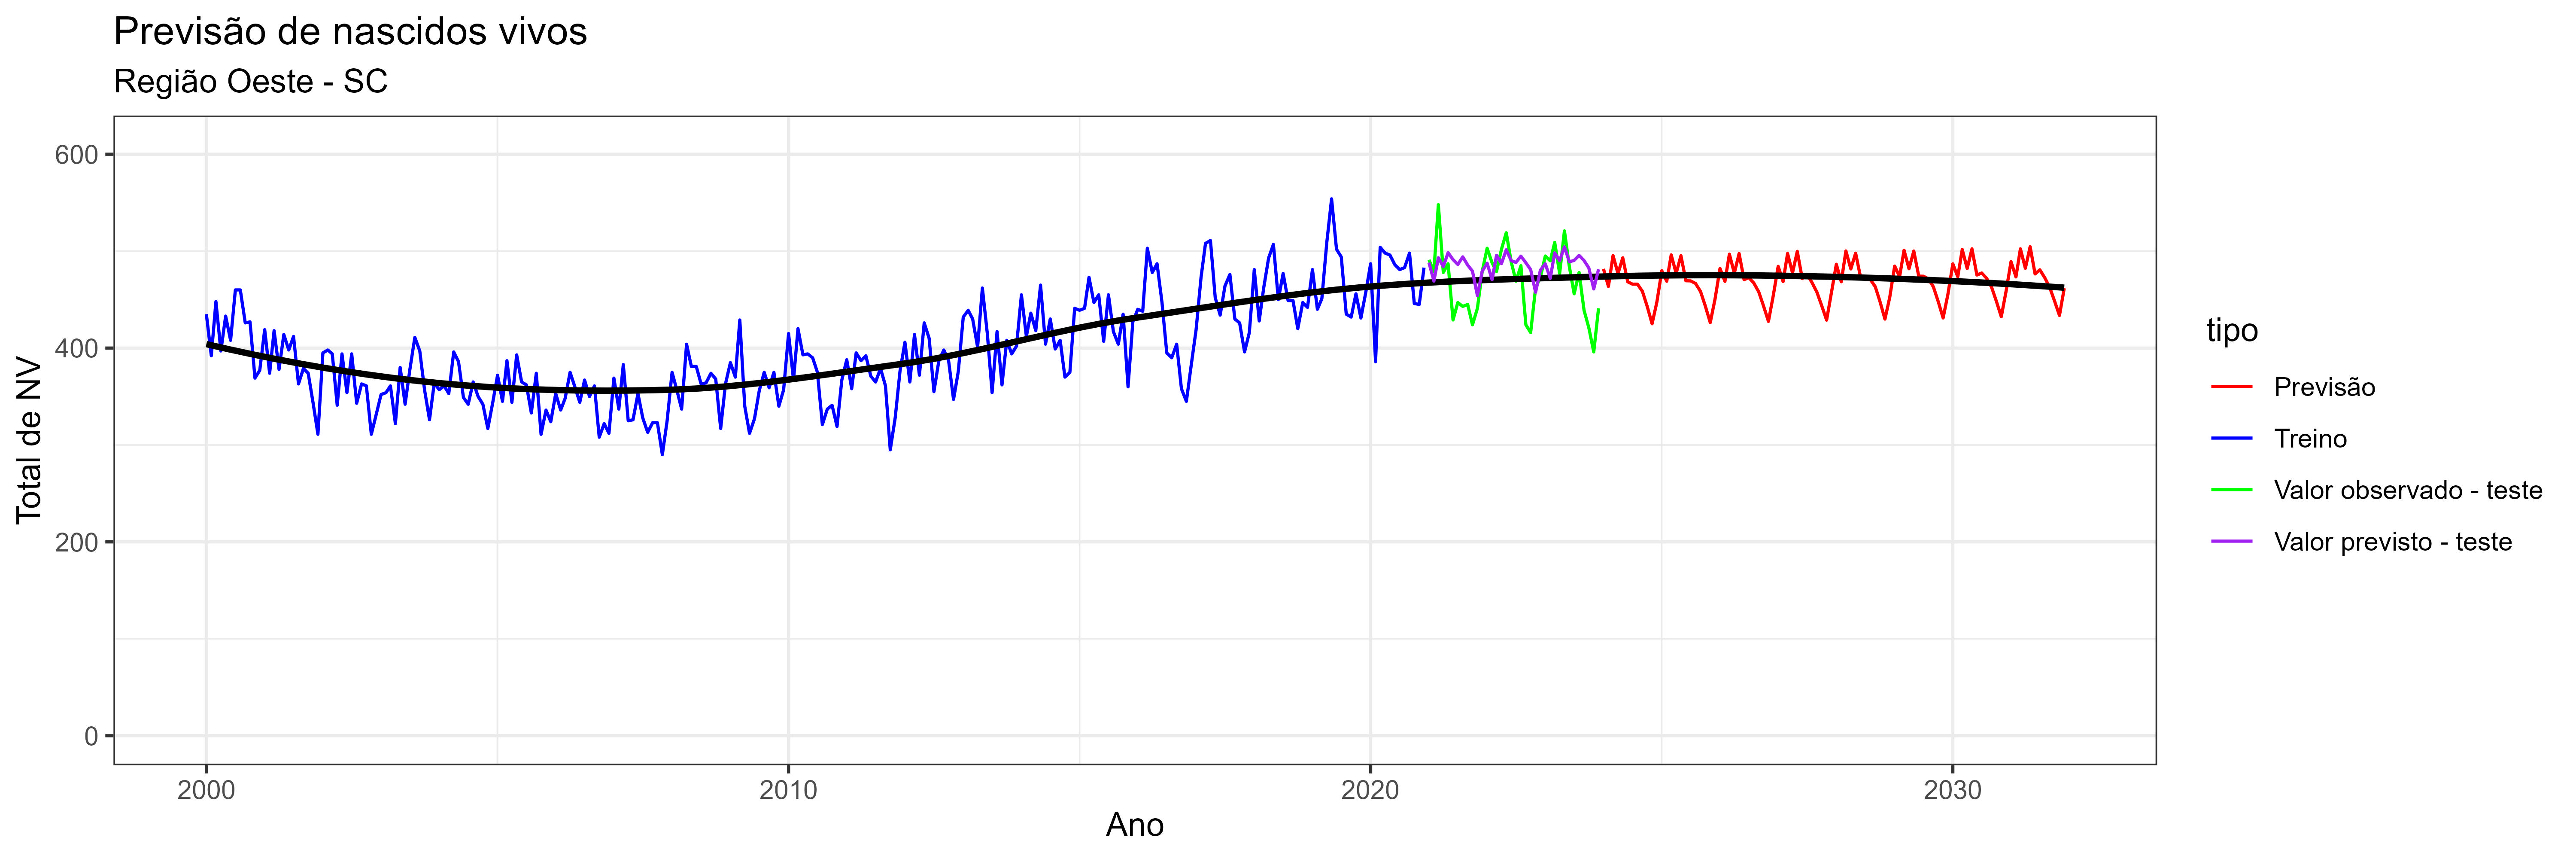 Previsão de nascidos vivos
Região Oeste - SC
Total de NV
600
400
200
0
2000
2010
2020
2030
Ano
tipo
Previsão
Treino
Valor observado - teste
Valor previsto - teste